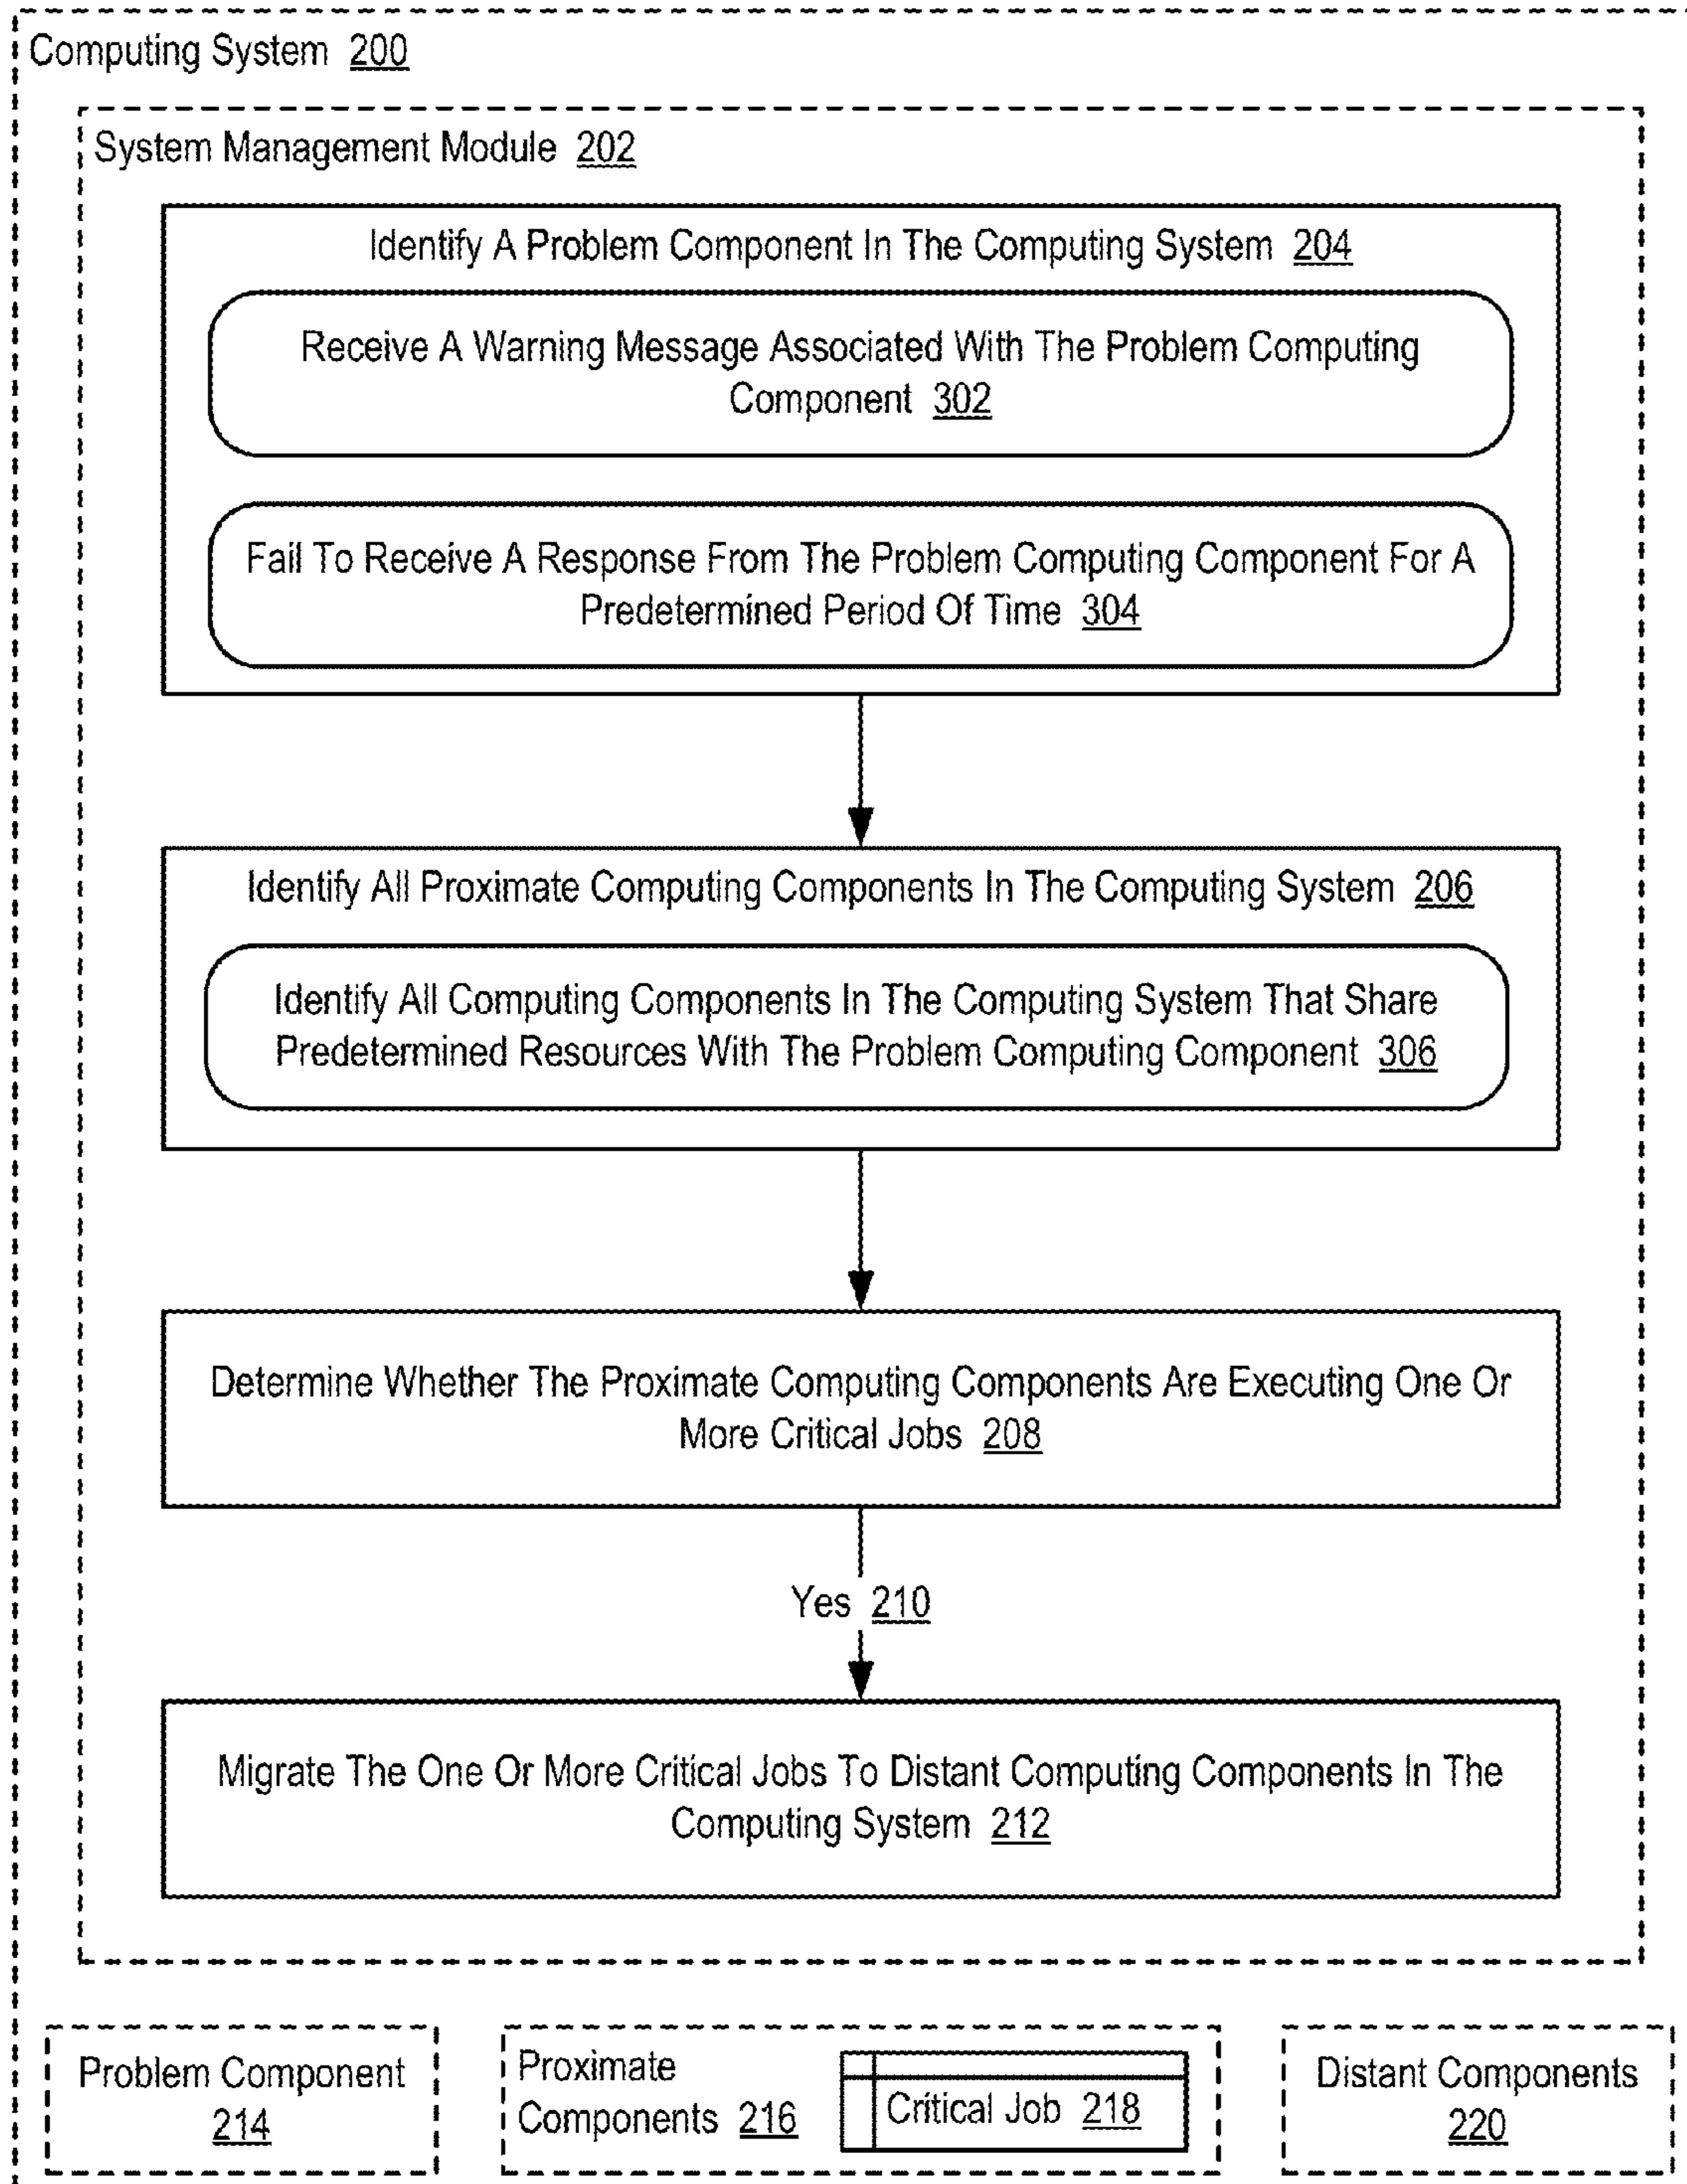 Computing System 200
System Management Module 202
Identify A Problem Component In The Computing System 204
Receive A Warning Message Associated With The Problem Computing
Component 302
Fail To Receive A Response From The Problem Computing Component For A
Predetermined Period Of Time 304
Identify All Proximate Computing Components In The Computing System 206
Identify All Computing Components In The Computing System That Share
Predetermined Resources With The Problem Computing Component 306
Determine Whether The Proximate Computing Components Are Executing One Or
More Critical Jobs 208
Yes 210
Migrate The One Or More Critical Jobs To Distant Computing Components In The
Computing System 212
Problem Component
214
Proximate
Components 216
Critical Job 218
Distant Components
220